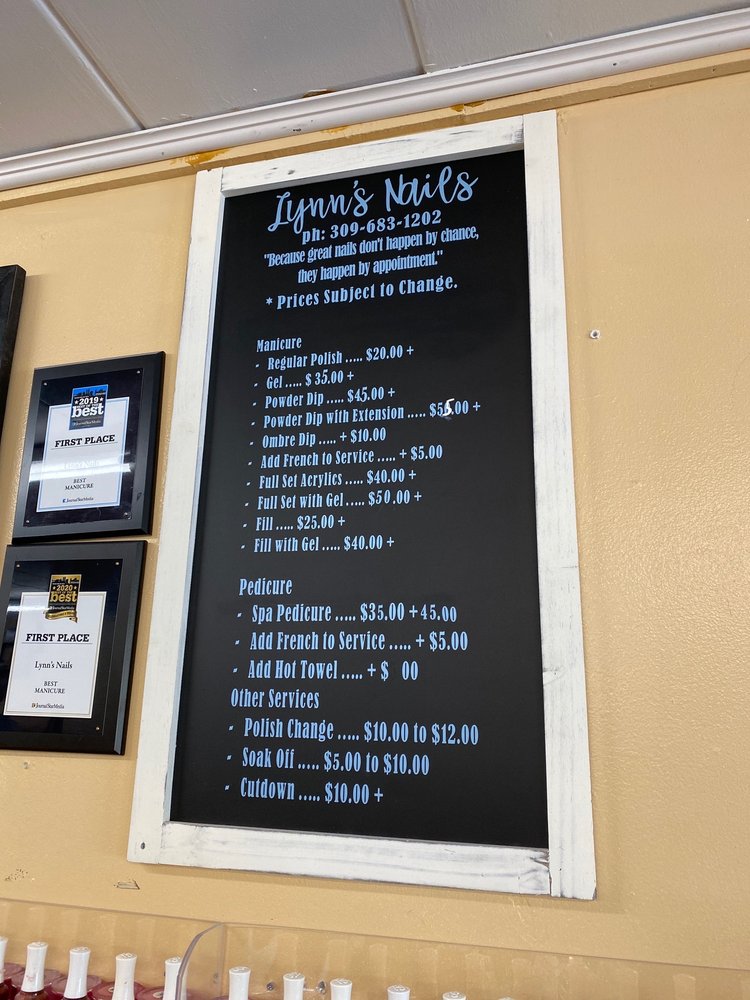 Lynn's Nails
ph: 309-683-1202
"Because great nails don't happen by chance,
they happen by appointment."
* Prices Subject to Change.
Manicure
- Regular Polish ..... $20.00 +
- Gel ..... $ 35.00 +
- Powder Dip ..... $45.00 +
- Powder Dip with Extension ..... $55.00 +
- Ombre Dip ..... + $10.00
- Add French to Service ..... + $5.00
- Full Set Acrylics ..... $40.00 +
- Full Set with Gel ..... $50.00 +
- Fill ..... $25.00 +
- Fill with Gel ..... $40.00 +
Pedicure
- Spa Pedicure ..... $35.00 +45.00
- Add French to Service ..... + $5.00
- Add Hot Towel ..... + $ 00
Other Services
- Polish Change ..... $10.00 to $12.00
- Soak Off ..... $5.00 to $10.00
- Cutdown ..... $10.00 +
2019
best
FIRST PLACE
Lynn's Nails
BEST
MANICURE
JournalStarMedia
2020
best
FIRST PLACE
Lynn's Nails
BEST
MANICURE
JournalStarMedia